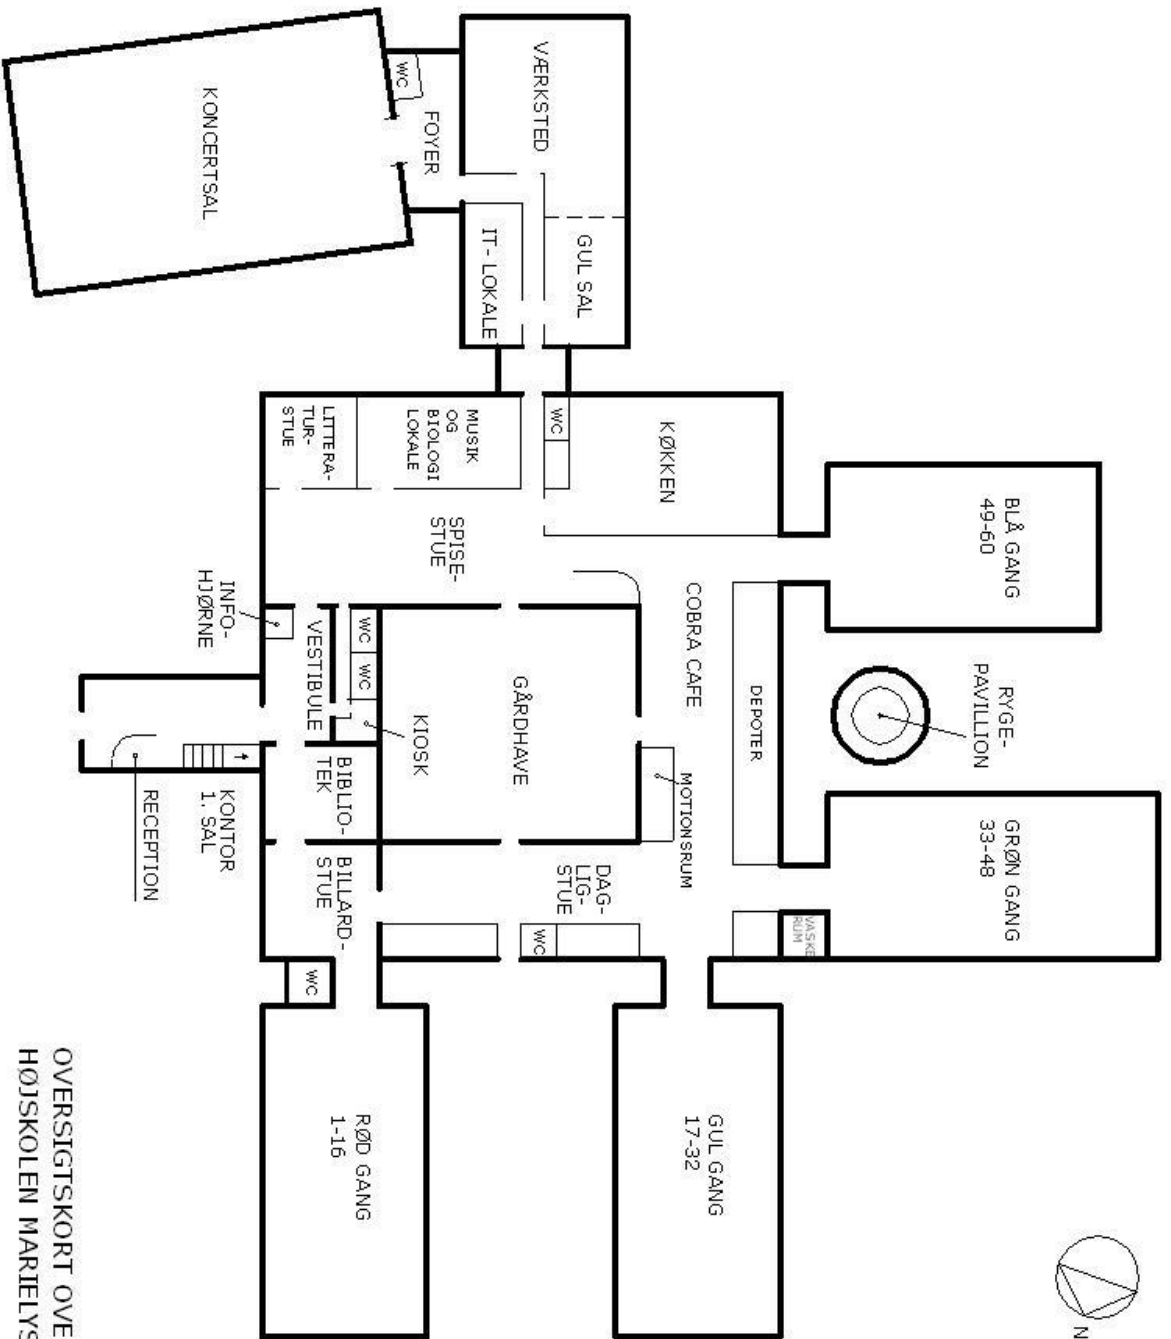 N
BLÅ GANG
49-60
RYGE-
PAVILLION
GRØN GANG
33-48
VASKE
RUM
DEPOTER
KØKKEN
COBRA CAFE
MOTIONSRUM
GUL GANG
17-32
GUL SAL
VÆRKSTED
WC
DAG-
LIG-
STUE
WC
GÅRDHAVE
IT- LOKALE
MUSIK
OG
BIOLOGI
LOKALE
SPISE-
STUE
FOYER
WC
KIOSK
WC
WC
RØD GANG
1-16
LITTERA-
TUR-
STUE
VESTIBULE
BIBLIO-
TEK
BILLARD-
STUE
WC
INFO-
HJØRNE
KONTOR
1. SAL
KONCERTSAL
RECEPTION
OVERSIGTSKORT OVE
HØJSKOLEN MARIELYS